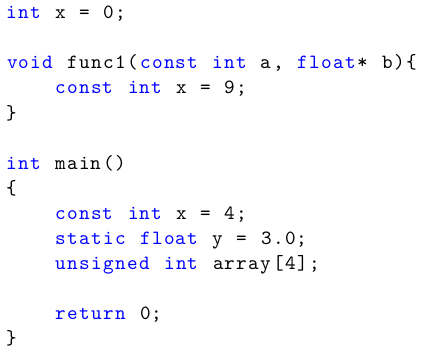 int x = 0;
void func1(const int a, float* b){
    const int x = 9;
}
int main()
{
    const int x = 4;
    static float y = 3.0;
    unsigned int array[4];
    return 0;
}